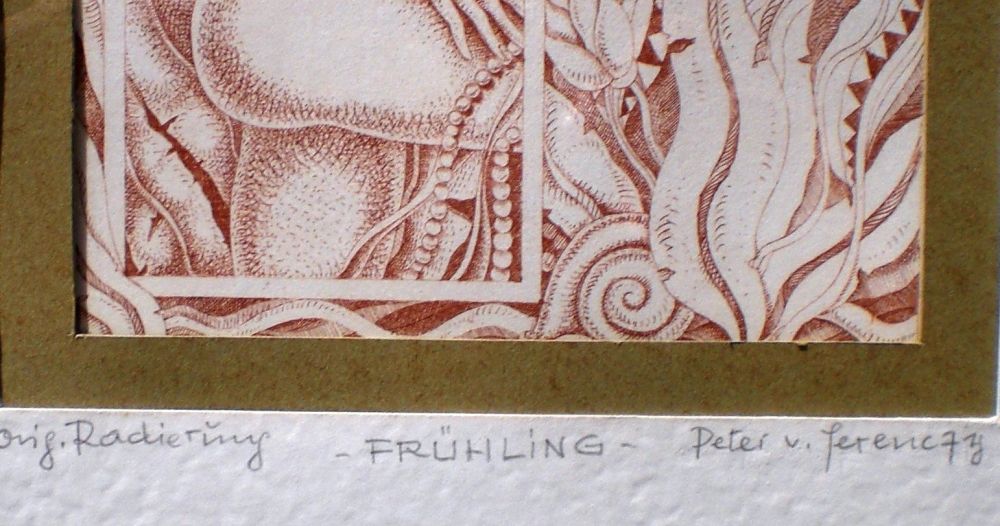 orig. Radierung - FRÜHLING - Peter v. Ferenczy